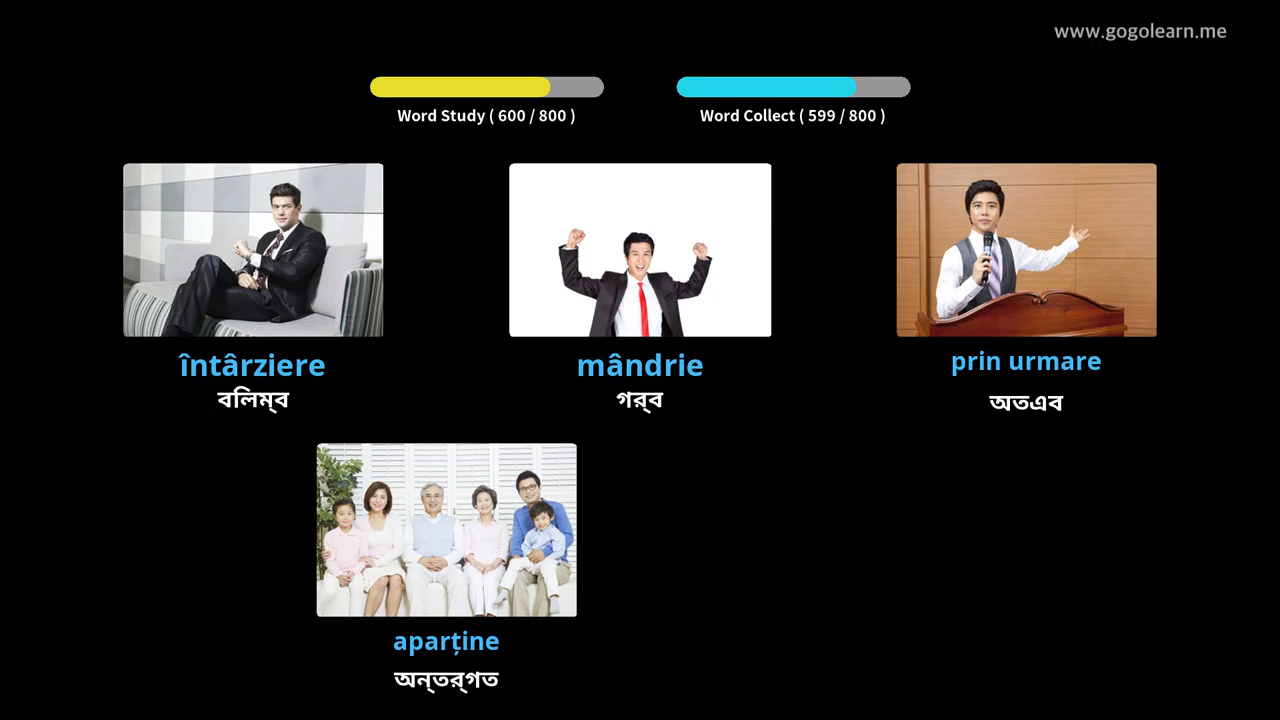 www.gogolearn.me
Word Study ( 600 / 800 )
Word Collect ( 599 / 800 )
întârziere
বলিম্ব
mândrie
গর্ব
prin urmare
অতএব
aparține
অন্তর্গত